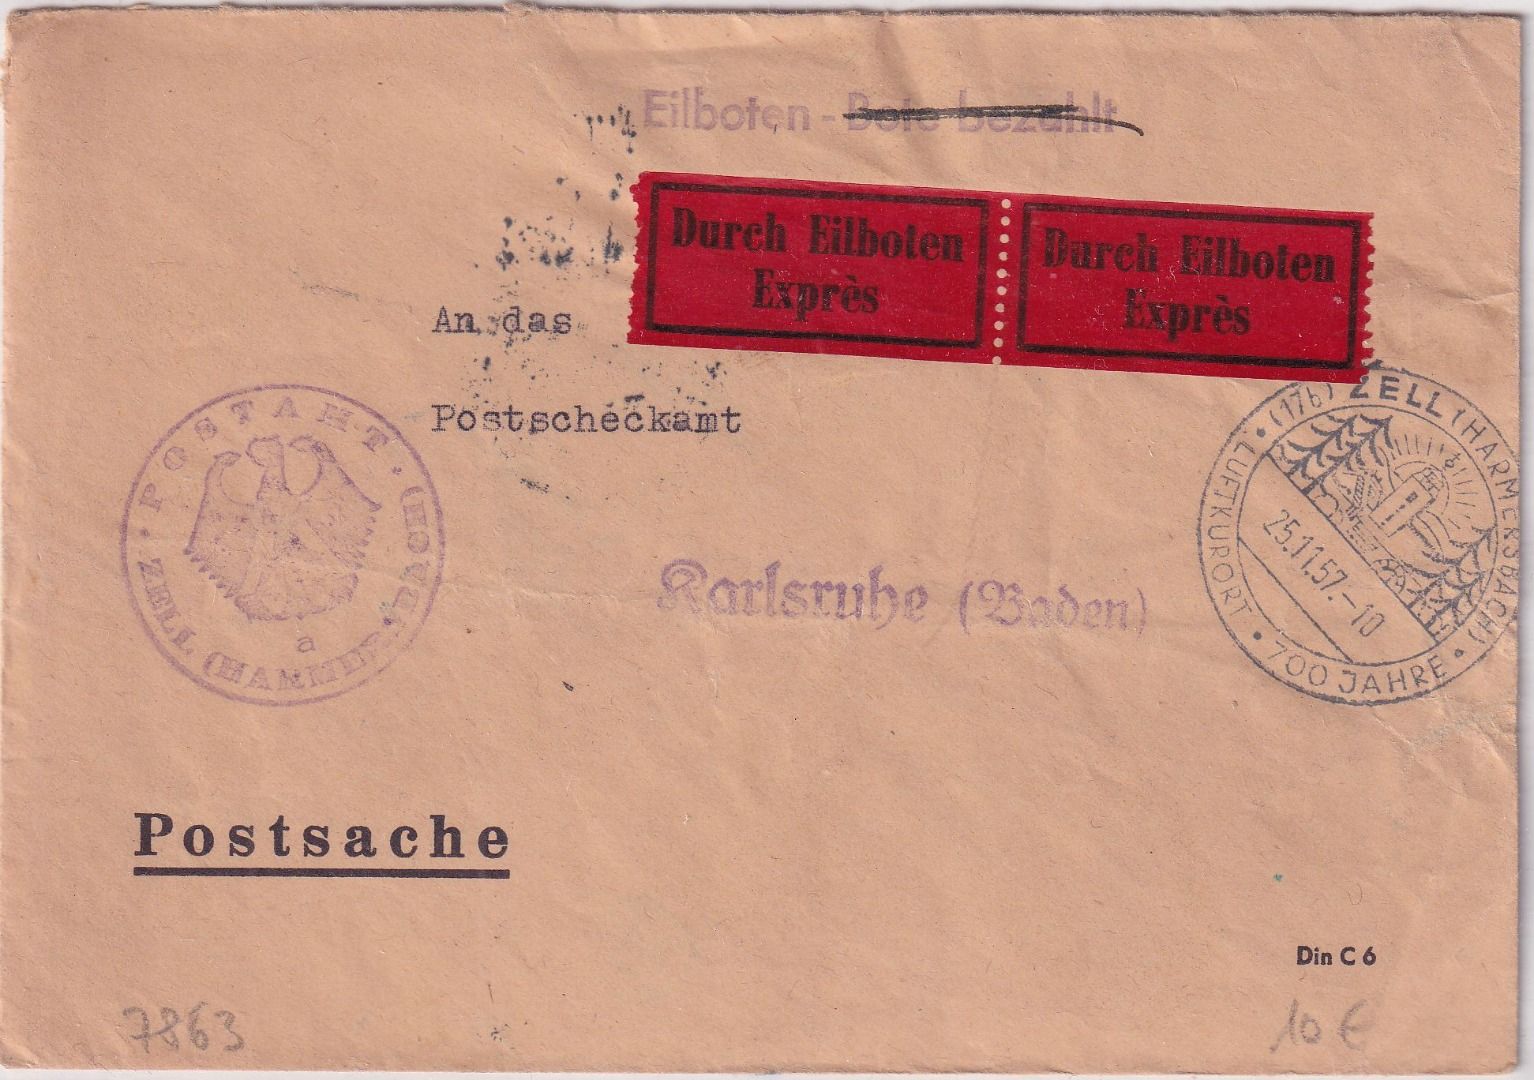 Eilboten - Bote bezahlt
Durch Eilboten
Exprès
Durch Eilboten
Exprès
An das
Postscheckamt
Karlsruhe (Baden)
POSTAMT
ZELL
a
(17b) ZELL (HARMERSBACH)
LUFTKURORT • 700 JAHRE
25.11.57.-10
Postsache
Din C 6
7863
10 €